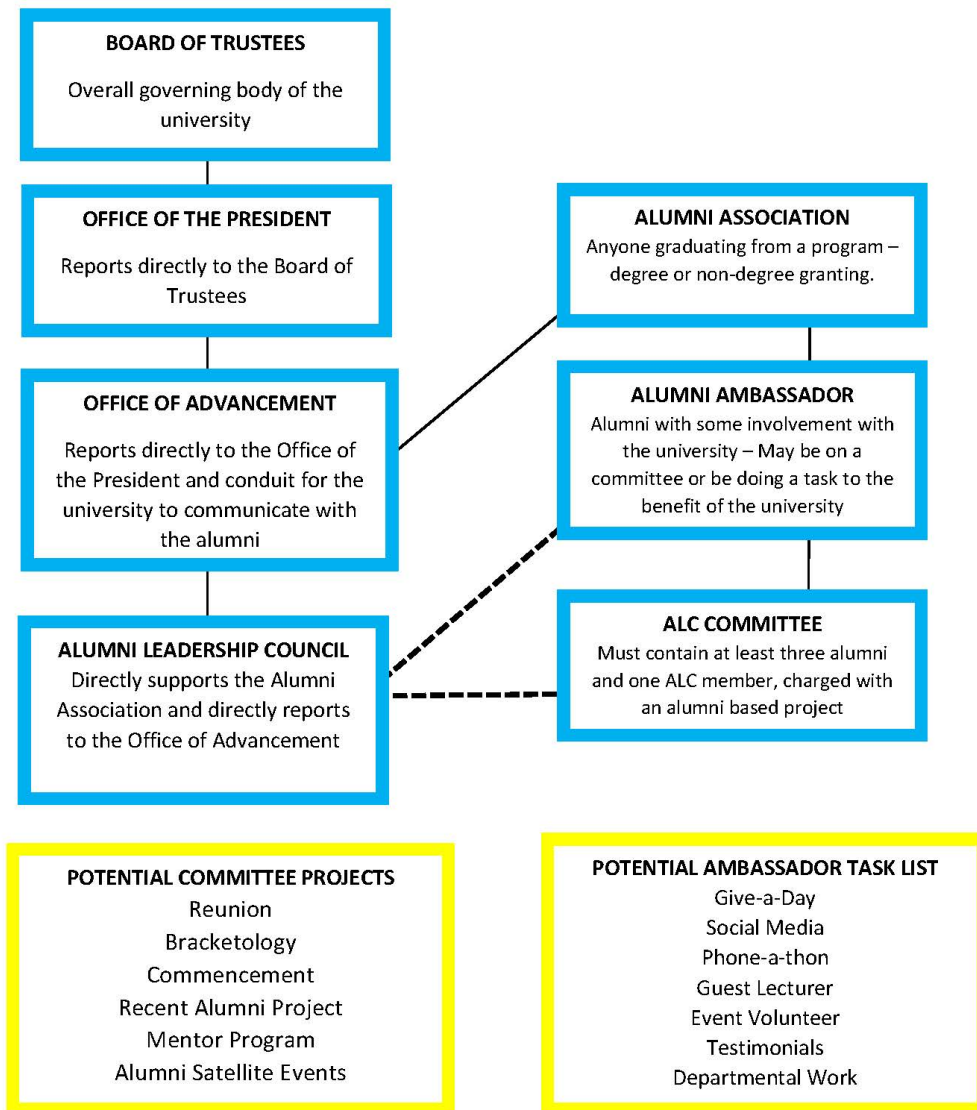 BOARD OF TRUSTEES
Overall governing body of the
university
OFFICE OF THE PRESIDENT
Reports directly to the Board of
Trustees
OFFICE OF ADVANCEMENT
Reports directly to the Office of
the President and conduit for the
university to communicate with
the alumni
ALUMNI LEADERSHIP COUNCIL
Directly supports the Alumni
Association and directly reports
to the Office of Advancement
ALUMNI ASSOCIATION
Anyone graduating from a program –
degree or non-degree granting.
ALUMNI AMBASSADOR
Alumni with some involvement with
the university – May be on a
committee or be doing a task to the
benefit of the university
ALC COMMITTEE
Must contain at least three alumni
and one ALC member, charged with
an alumni based project
POTENTIAL COMMITTEE PROJECTS
Reunion
Bracketology
Commencement
Recent Alumni Project
Mentor Program
Alumni Satellite Events
POTENTIAL AMBASSADOR TASK LIST
Give-a-Day
Social Media
Phone-a-thon
Guest Lecturer
Event Volunteer
Testimonials
Departmental Work